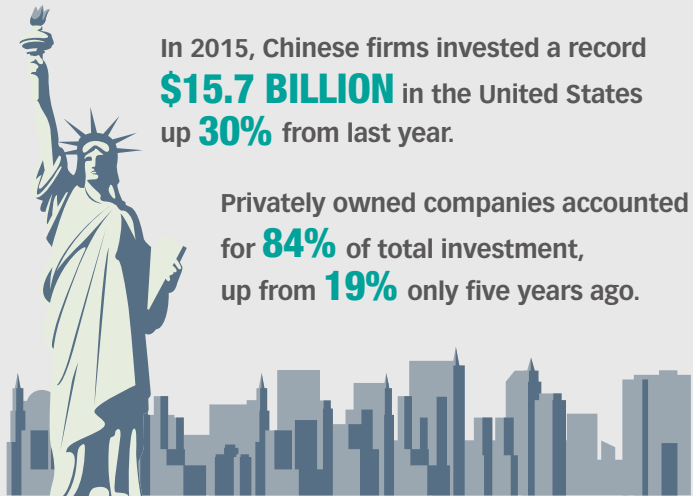 In 2015, Chinese firms invested a record
$15.7 BILLION in the United States
up 30% from last year.
Privately owned companies accounted
for 84% of total investment,
up from 19% only five years ago.